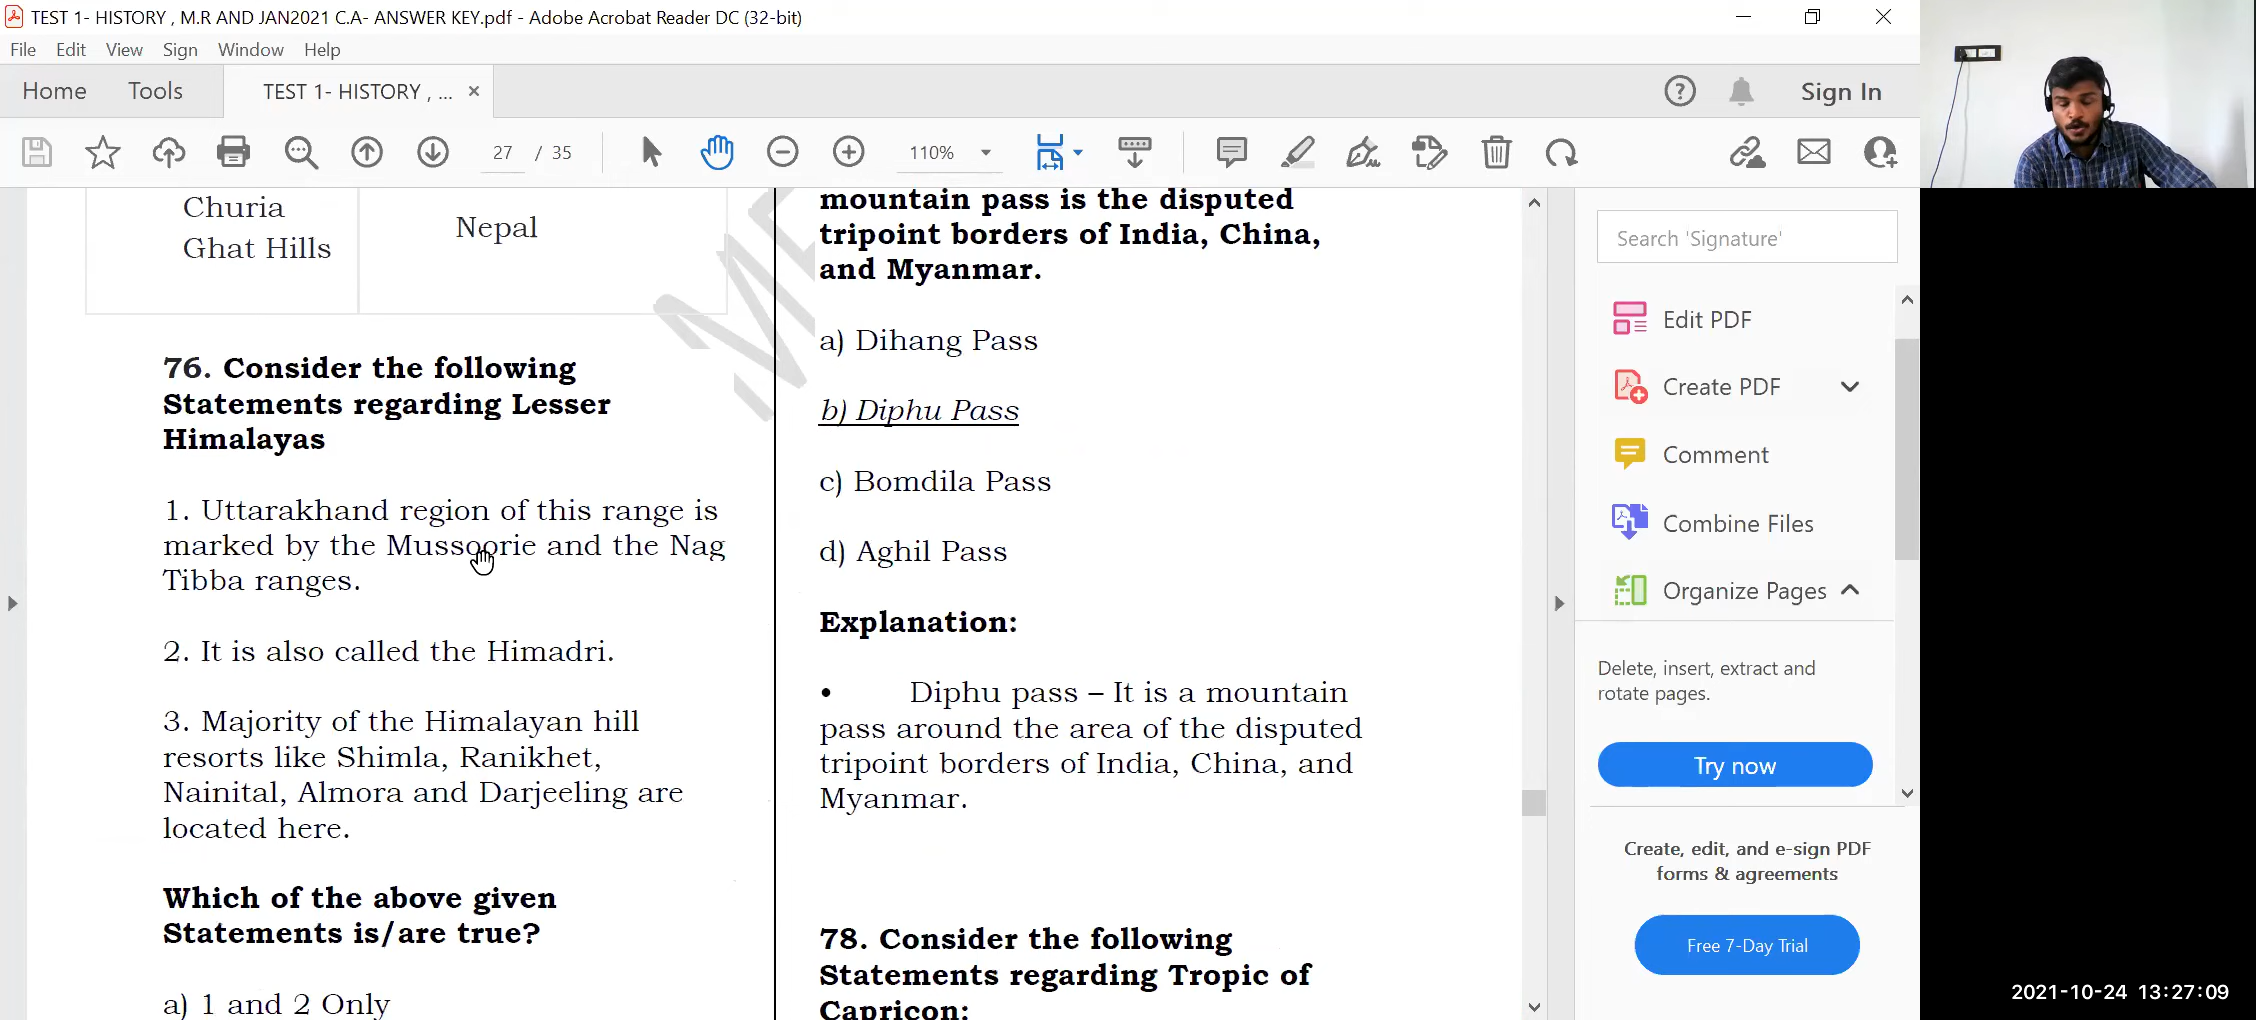 TEST 1- HISTORY , M.R AND JAN2021 C.A- ANSWER KEY.pdf - Adobe Acrobat Reader DC (32-bit)
File Edit View Sign Window Help
Home Tools TEST 1- HISTORY , ... × Sign In
27 / 35 110%
Churia
Ghat Hills
Nepal
76. Consider the following
Statements regarding Lesser
Himalayas
1. Uttarakhand region of this range is
marked by the Mussoorie and the Nag
Tibba ranges.
2. It is also called the Himadri.
3. Majority of the Himalayan hill
resorts like Shimla, Ranikhet,
Nainital, Almora and Darjeeling are
located here.
Which of the above given
Statements is/are true?
a) 1 and 2 Only
mountain pass is the disputed
tripoint borders of India, China,
and Myanmar.
a) Dihang Pass
b) Diphu Pass
c) Bomdila Pass
d) Aghil Pass
Explanation:
• Diphu pass – It is a mountain
pass around the area of the disputed
tripoint borders of India, China, and
Myanmar.
78. Consider the following
Statements regarding Tropic of
Capricon:
Search 'Signature'
Edit PDF
Create PDF
Comment
Combine Files
Organize Pages
Delete, insert, extract and
rotate pages.
Try now
Create, edit, and e-sign PDF
forms & agreements
Free 7-Day Trial
2021-10-24 13:27:09